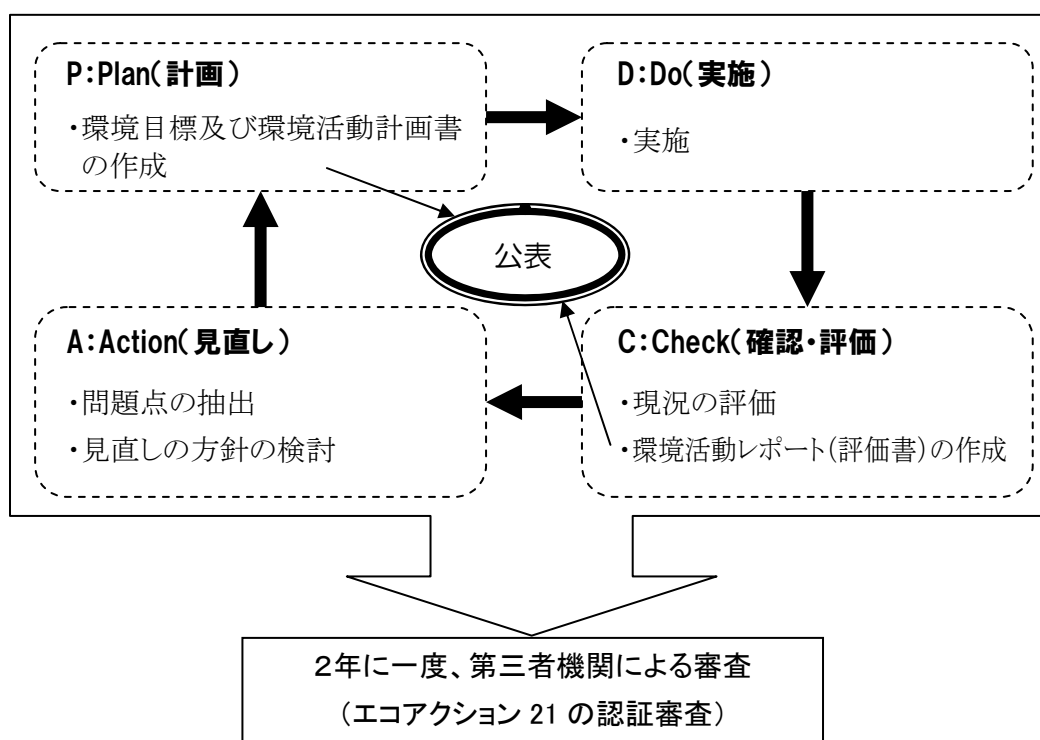 P:Plan(計画)
・環境目標及び環境活動計画書
の作成
D:Do(実施)
・実施
公表
A:Action(見直し)
・問題点の抽出
・見直しの方針の検討
C:Check(確認・評価)
・現況の評価
・環境活動レポート(評価書)の作成
2年に一度、第三者機関による審査
(エコアクション 21 の認証審査)